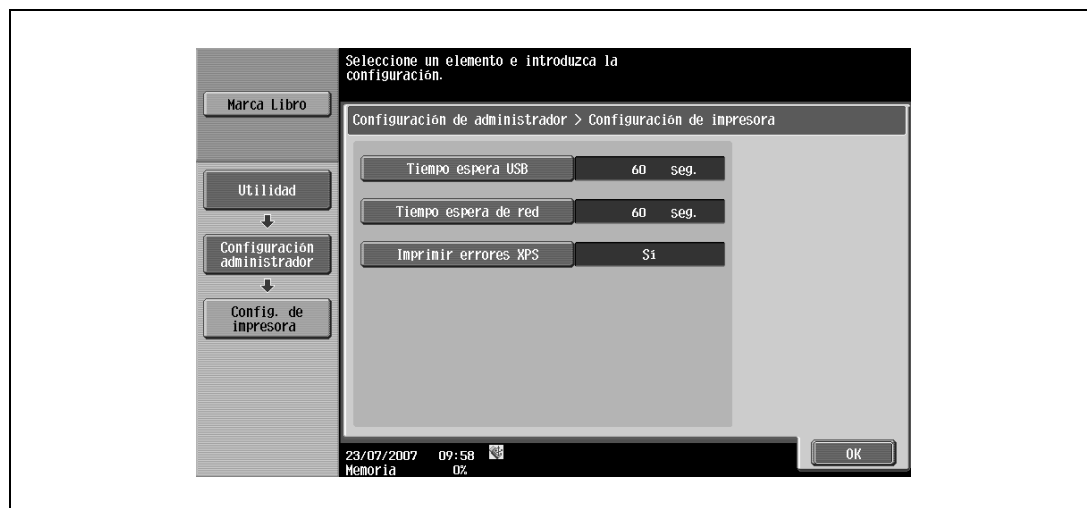 Seleccione un elemento e introduzca la
configuración.
Marca Libro
Configuración de administrador > Configuración de impresora
Tiempo espera USB 60 seg.
Utilidad
Tiempo espera de red 60 seg.
Configuración
administrador
Imprimir errores XPS Sí
Config. de
impresora
OK
23/07/2007 09:58
Memoria 0%